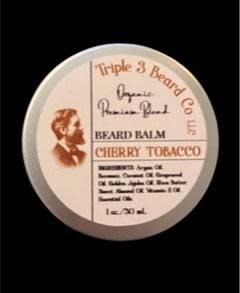 Triple 3 Beard Co LLC
Organic
Premium Blend
BEARD BALM
CHERRY TOBACCO
INGREDIENTS: Argan Oil,
Beeswax, Coconut Oil, Grapeseed
Oil, Golden Jojoba Oil, Shea Butter,
Sweet Almond Oil, Vitamin E Oil,
Essential Oils
1 oz./30 mL